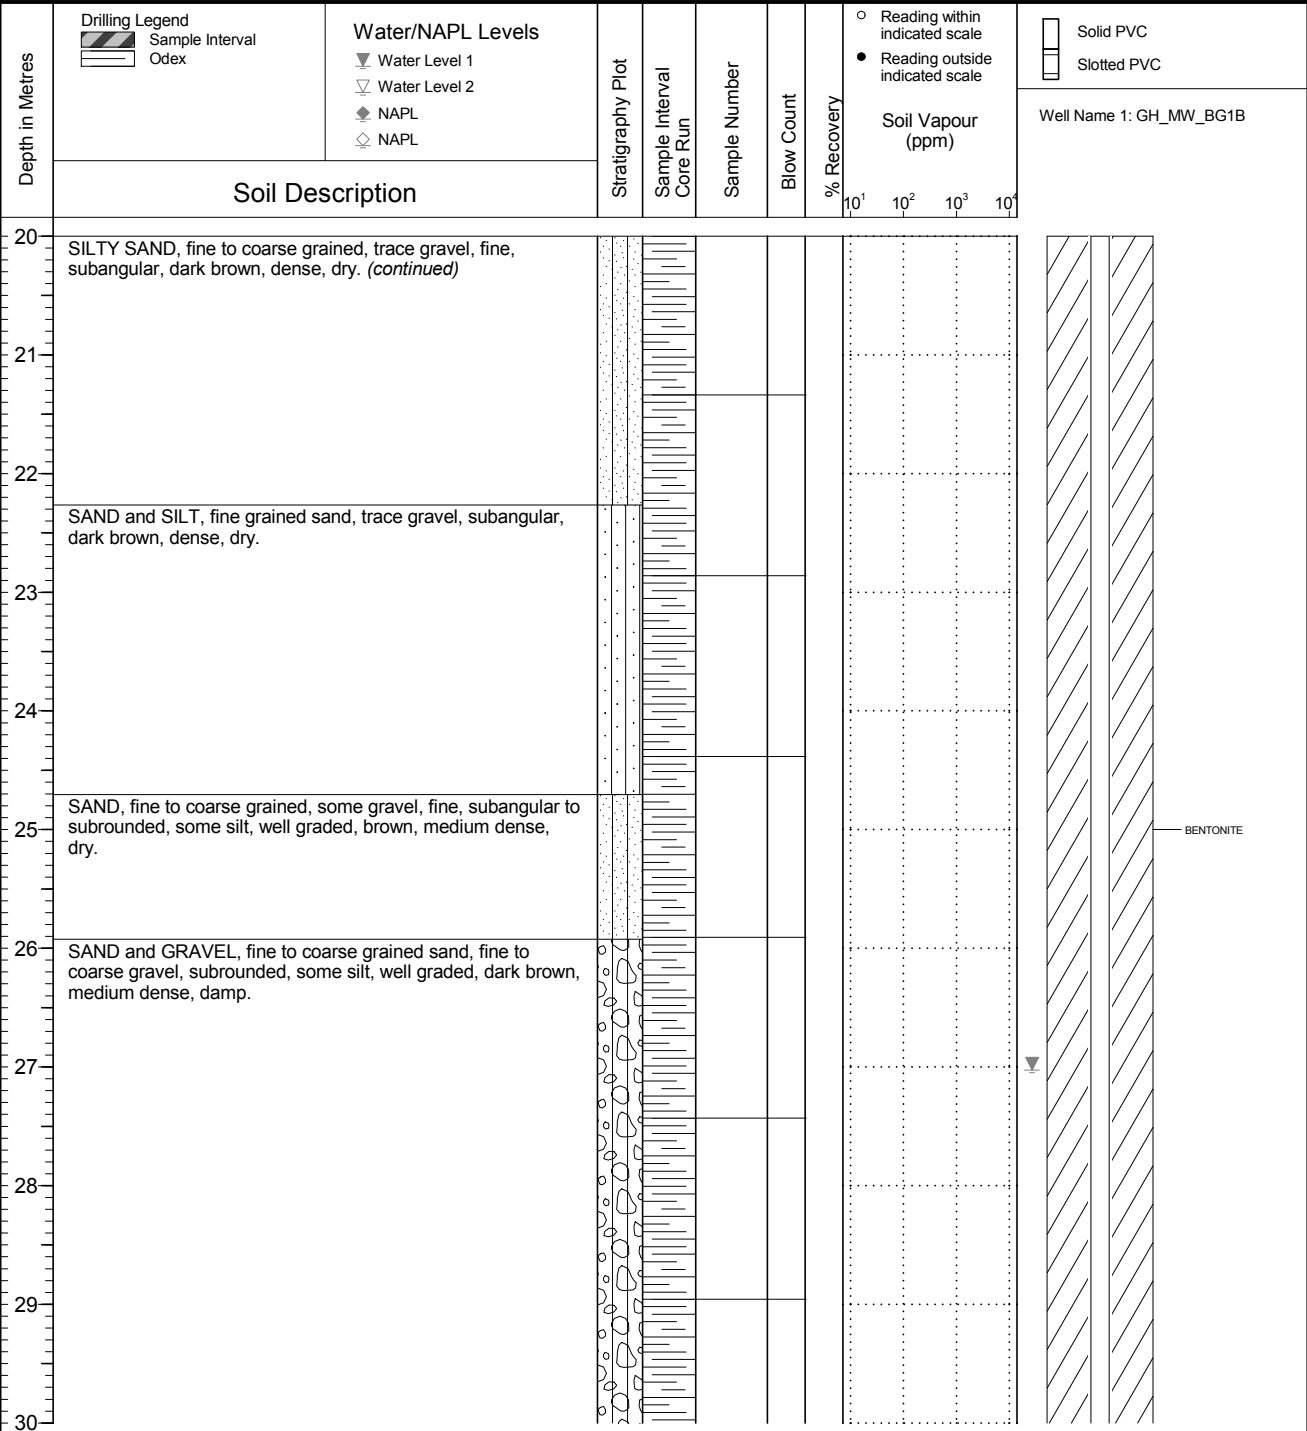 Depth in Metres
Drilling Legend
Sample Interval
Odex
Water/NAPL Levels
Water Level 1
Water Level 2
NAPL
NAPL
Soil Description
Stratigraphy Plot
Sample Interval
Core Run
Sample Number
Blow Count
% Recovery
Reading within
indicated scale
Reading outside
indicated scale
Soil Vapour
(ppm)
10¹ 10² 10³ 10⁴
Solid PVC
Slotted PVC
Well Name 1: GH_MW_BG1B
20
SILTY SAND, fine to coarse grained, trace gravel, fine,
subangular, dark brown, dense, dry. (continued)
21
22
SAND and SILT, fine grained sand, trace gravel, subangular,
dark brown, dense, dry.
23
24
SAND, fine to coarse grained, some gravel, fine, subangular to
subrounded, some silt, well graded, brown, medium dense,
dry.
25
BENTONITE
26
SAND and GRAVEL, fine to coarse grained sand, fine to
coarse gravel, subrounded, some silt, well graded, dark brown,
medium dense, damp.
27
28
29
30